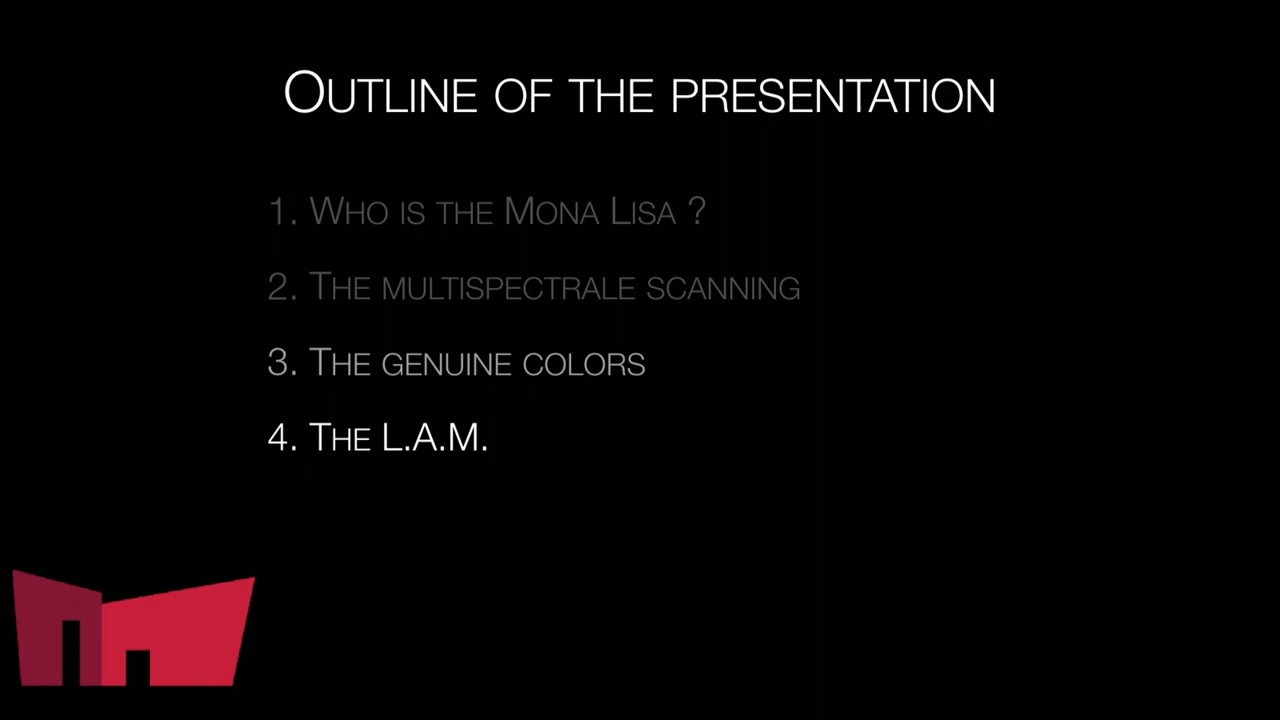 Outline of the presentation
1. Who is the Mona Lisa ?
2. The multispectrale scanning
3. The genuine colors
4. The L.A.M.